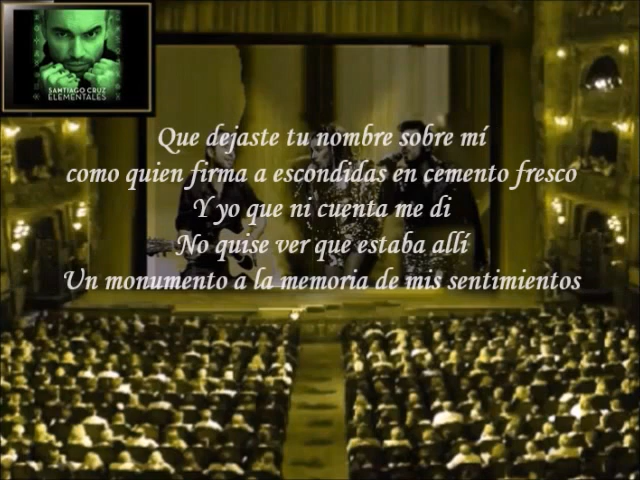 SANTIAGO CRUZ
ELEMENTALES
Que dejaste tu nombre sobre mí
como quien firma a escondidas en cemento fresco
Y yo que ni cuenta me di
No quise ver que estaba allí
Un monumento a la memoria de mis sentimientos